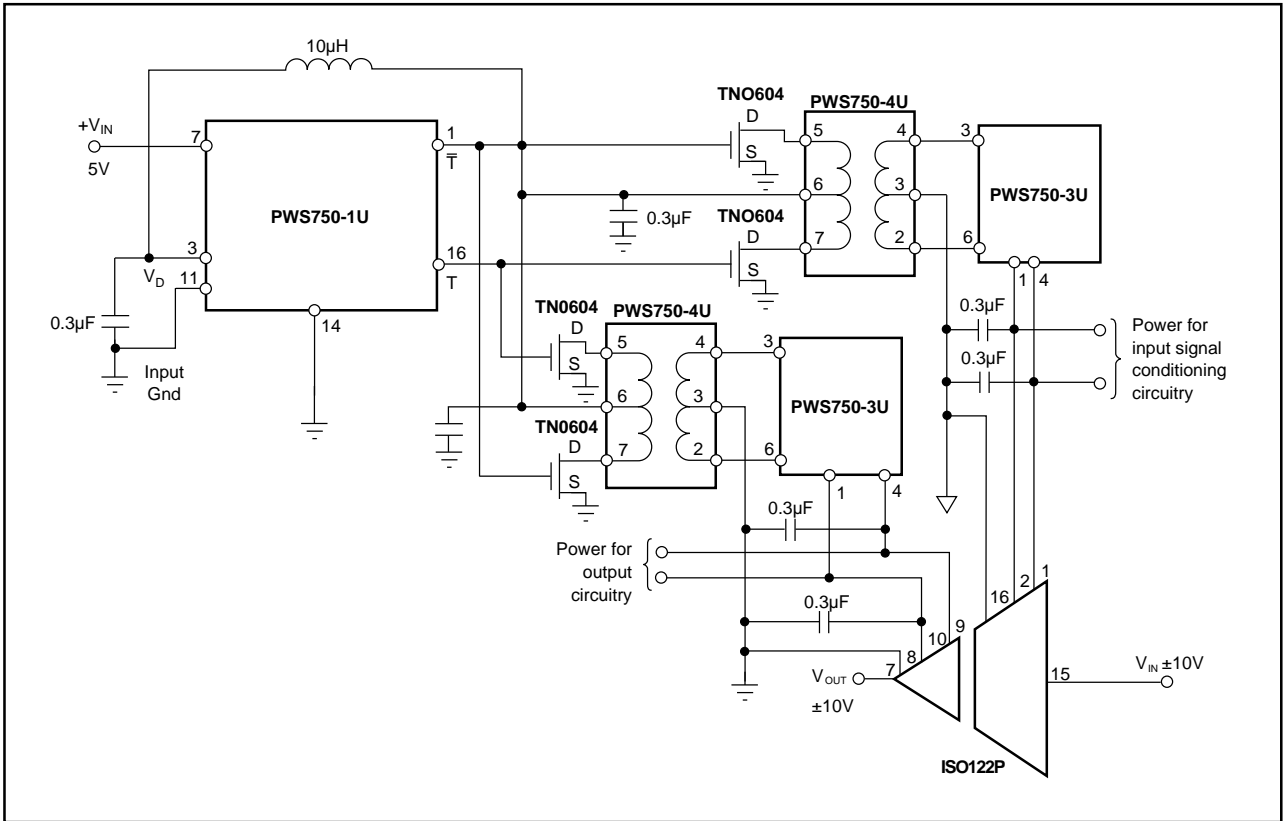 10µH
+VIN
5V
7
PWS750-1U
1
T̅
3
VD
11
16
T
14
0.3µF
Input
Gnd
TNO604
D
S
PWS750-4U
5
6
7
4
3
2
0.3µF
TNO604
D
S
3
PWS750-3U
6
1
4
0.3µF
0.3µF
Power for
input signal
conditioning
circuitry
TN0604
D
S
PWS750-4U
5
6
7
4
3
2
TN0604
D
S
3
PWS750-3U
6
1
4
0.3µF
Power for
output
circuitry
0.3µF
16
2
1
9
10
8
7
VOUT
±10V
15
VIN ±10V
ISO122P